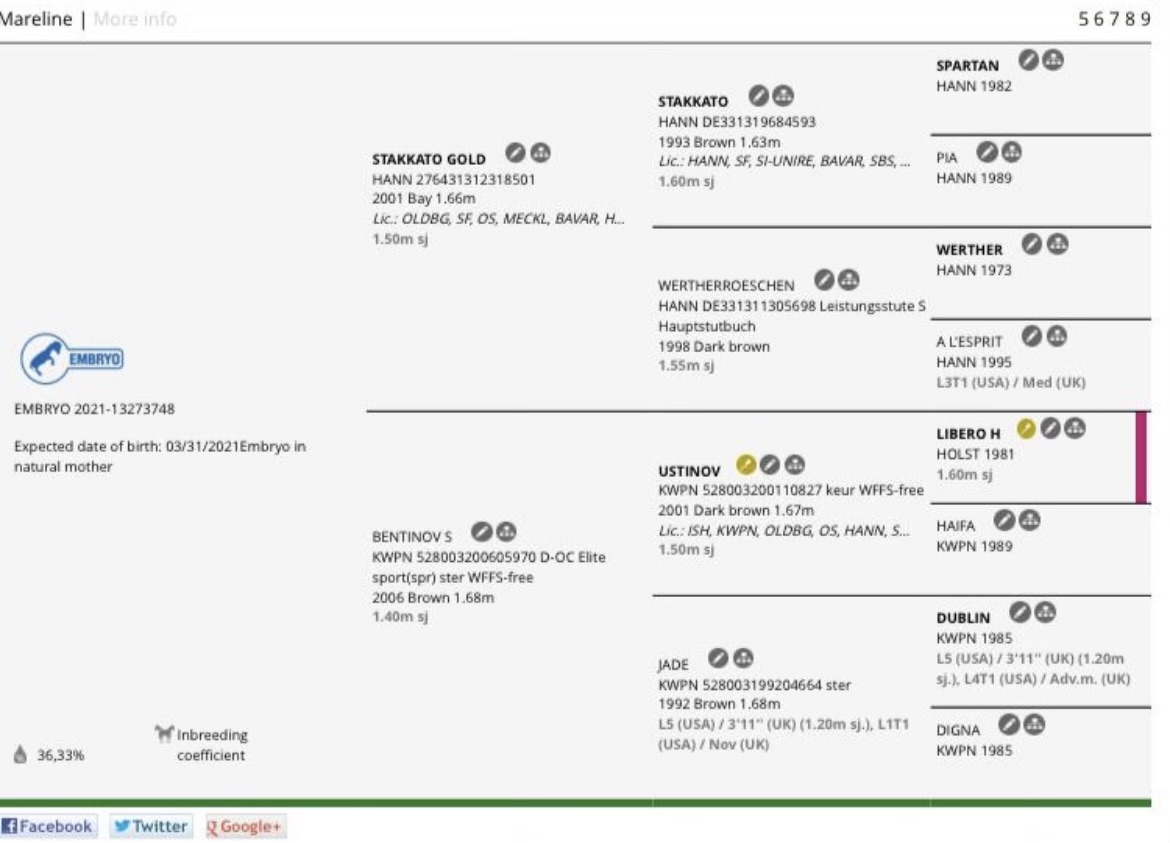 Mareline | More info
5 6 7 8 9
EMBRYO
EMBRYO 2021-13273748
Expected date of birth: 03/31/2021Embryo in
natural mother
36,33%
Inbreeding
coefficient
STAKKATO GOLD
HANN 276431312318501
2001 Bay 1.66m
Lic.: OLDBG, SF, OS, MECKL, BAVAR, H...
1.50m sj
BENTINOV S
KWPN 528003200605970 D-OC Elite
sport(spr) ster WFFS-free
2006 Brown 1.68m
1.40m sj
STAKKATO
HANN DE331319684593
1993 Brown 1.63m
Lic.: HANN, SF, SI-UNIRE, BAVAR, SBS, ...
1.60m sj
WERTHERROESCHEN
HANN DE331311305698 Leistungsstute S
Hauptstutbuch
1998 Dark brown
1.55m sj
USTINOV
KWPN 528003200110827 keur WFFS-free
2001 Dark brown 1.67m
Lic.: ISH, KWPN, OLDBG, OS, HANN, S...
1.50m sj
JADE
KWPN 528003199204664 ster
1992 Brown 1.68m
L5 (USA) / 3'11" (UK) (1.20m sj.), L1T1
(USA) / Nov (UK)
SPARTAN
HANN 1982
PIA
HANN 1989
WERTHER
HANN 1973
A L'ESPRIT
HANN 1995
L3T1 (USA) / Med (UK)
LIBERO H
HOLST 1981
1.60m sj
HAIFA
KWPN 1989
DUBLIN
KWPN 1985
L5 (USA) / 3'11" (UK) (1.20m
sj.), L4T1 (USA) / Adv.m. (UK)
DIGNA
KWPN 1985
Facebook
Twitter
Google+